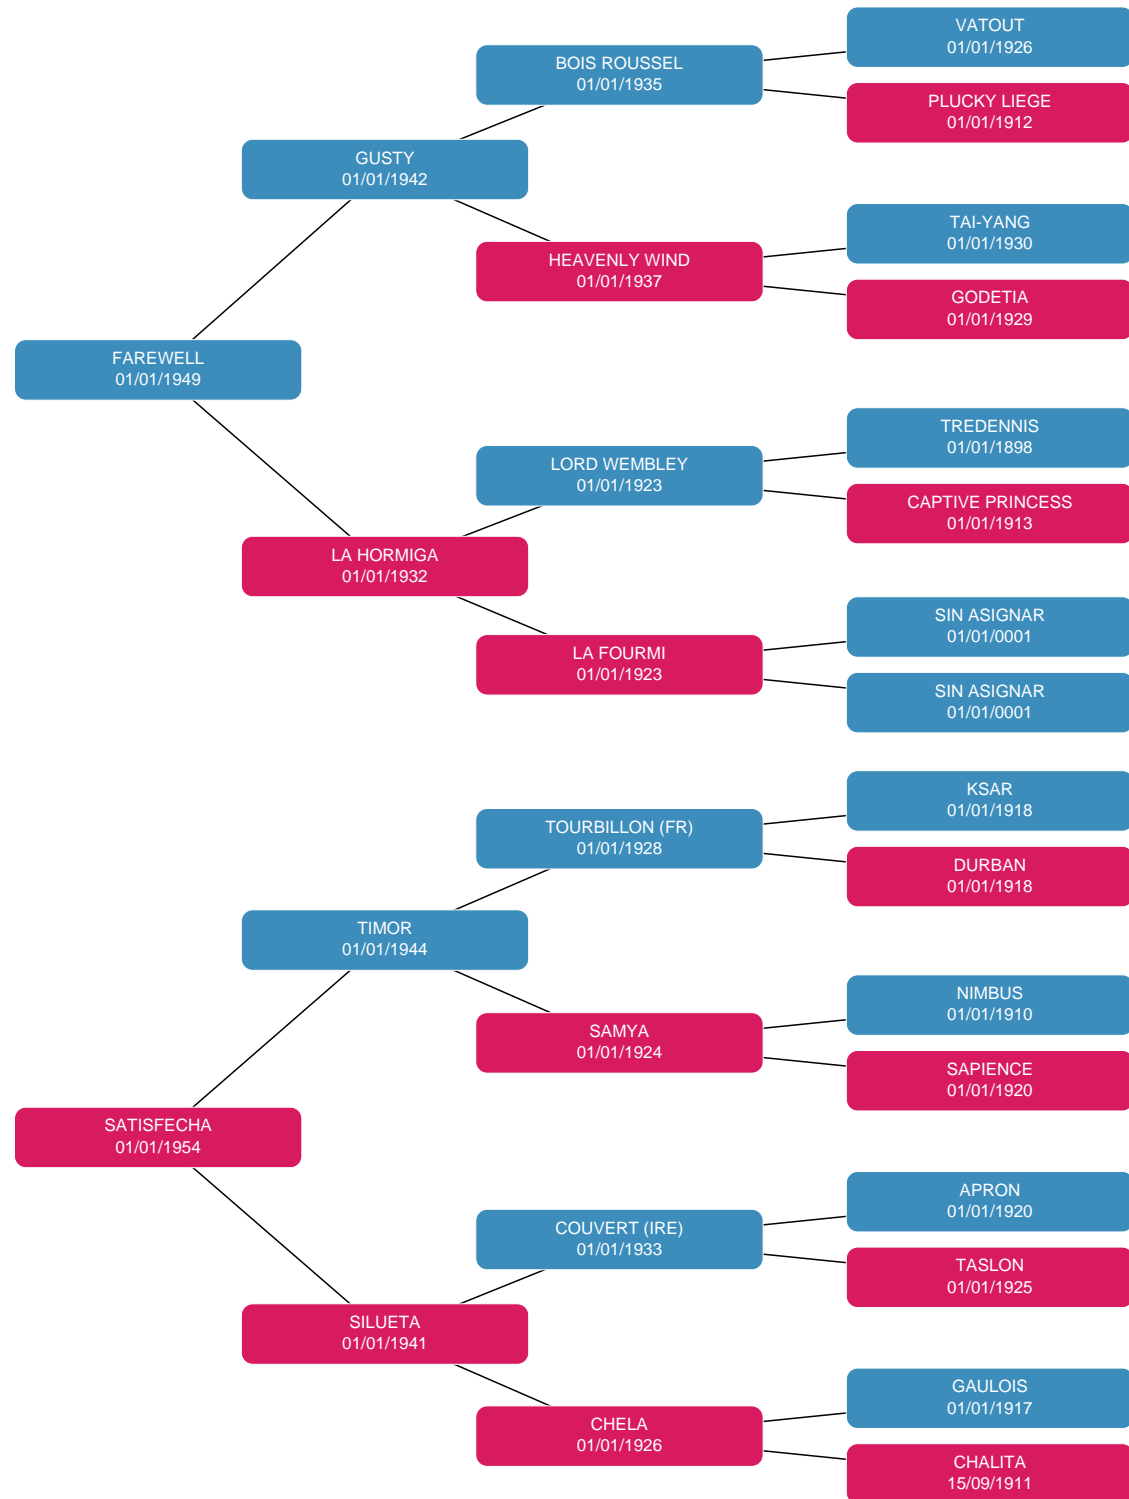 VATOUT
01/01/1926
BOIS ROUSSEL
01/01/1935
PLUCKY LIEGE
01/01/1912
GUSTY
01/01/1942
TAI-YANG
01/01/1930
HEAVENLY WIND
01/01/1937
GODETIA
01/01/1929
FAREWELL
01/01/1949
TREDENNIS
01/01/1898
LORD WEMBLEY
01/01/1923
CAPTIVE PRINCESS
01/01/1913
LA HORMIGA
01/01/1932
SIN ASIGNAR
01/01/0001
LA FOURMI
01/01/1923
SIN ASIGNAR
01/01/0001
KSAR
01/01/1918
TOURBILLON (FR)
01/01/1928
DURBAN
01/01/1918
TIMOR
01/01/1944
NIMBUS
01/01/1910
SAMYA
01/01/1924
SAPIENCE
01/01/1920
SATISFECHA
01/01/1954
APRON
01/01/1920
COUVERT (IRE)
01/01/1933
TASLON
01/01/1925
SILUETA
01/01/1941
GAULOIS
01/01/1917
CHELA
01/01/1926
CHALITA
15/09/1911